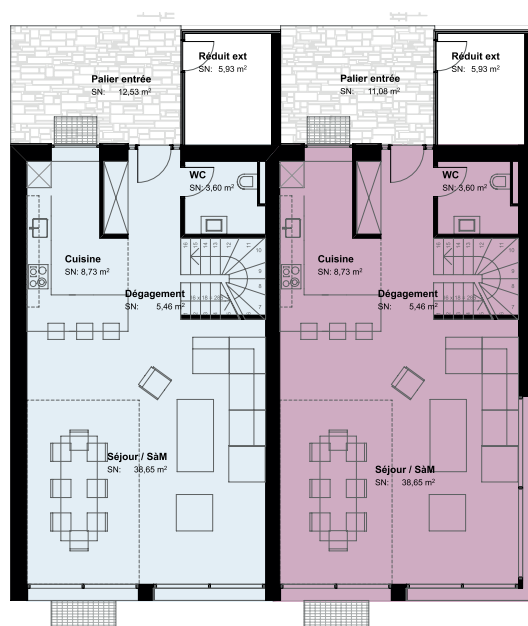 Réduit ext
SN: 5,93 m²
Palier entrée
SN: 12,53 m²
WC
SN: 3,60 m²
Cuisine
SN: 8,73 m²
Dégagement
SN: 5,46 m²
Séjour / SàM
SN: 38,65 m²
Réduit ext
SN: 5,93 m²
Palier entrée
SN: 11,08 m²
WC
SN: 3,60 m²
Cuisine
SN: 8,73 m²
Dégagement
SN: 5,46 m²
Séjour / SàM
SN: 38,65 m²